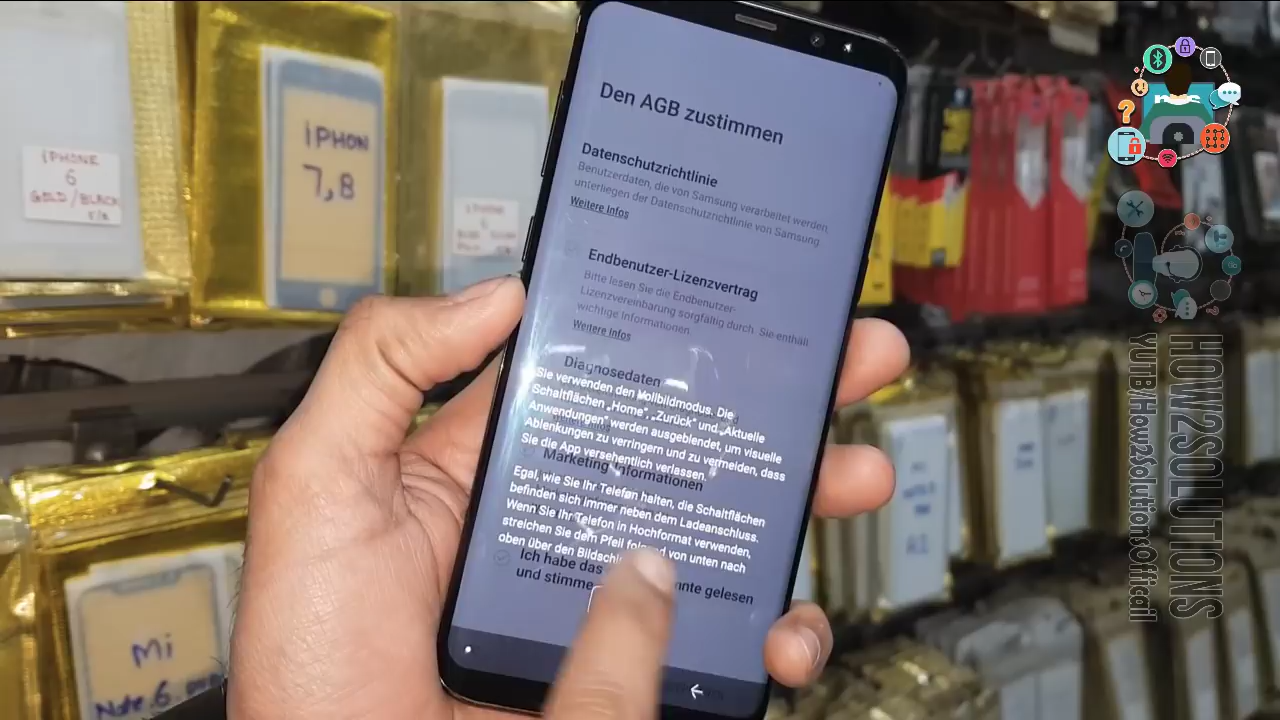 Den AGB zustimmen
Datenschutzrichtlinie
Benutzerdaten, die von Samsung verarbeitet werden,
unterliegen der Datenschutzrichtlinie von Samsung.
Weitere Infos
Endbenutzer-Lizenzvertrag
Bitte lesen Sie die Endbenutzer-
Lizenzvereinbarung sorgfältig durch. Sie enthält
wichtige Informationen.
Weitere Infos
Diagnosedaten
Sie verwenden den Vollbildmodus. Die
Schaltflächen „Home“, „Zurück“ und „Aktuelle
Anwendungen“ werden ausgeblendet, um visuelle
Ablenkungen zu verringern und zu vermeiden, dass
Sie die App versehentlich verlassen.
Marketing Informationen
Egal, wie Sie Ihr Telefon halten, die Schaltflächen
befinden sich immer neben dem Ladeanschluss.
Wenn Sie Ihr Telefon in Hochformat verwenden,
streichen Sie dem Pfeil folgend von unten nach
oben über den
Ich habe das gelesen
und stimme
IPHONE
6
GOLD/BLACK
IPHON
7,8
Mi
Note.6
HOW2SOLUTIONS
YUTB/How2SolutionsOfficail